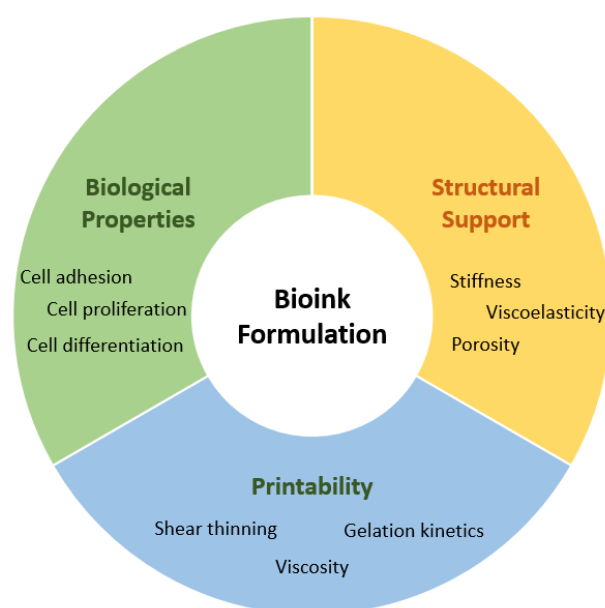 Biological
Properties
Cell adhesion
Cell proliferation
Cell differentiation
Structural
Support
Stiffness
Viscoelasticity
Porosity
Bioink
Formulation
Printability
Shear thinning
Gelation kinetics
Viscosity